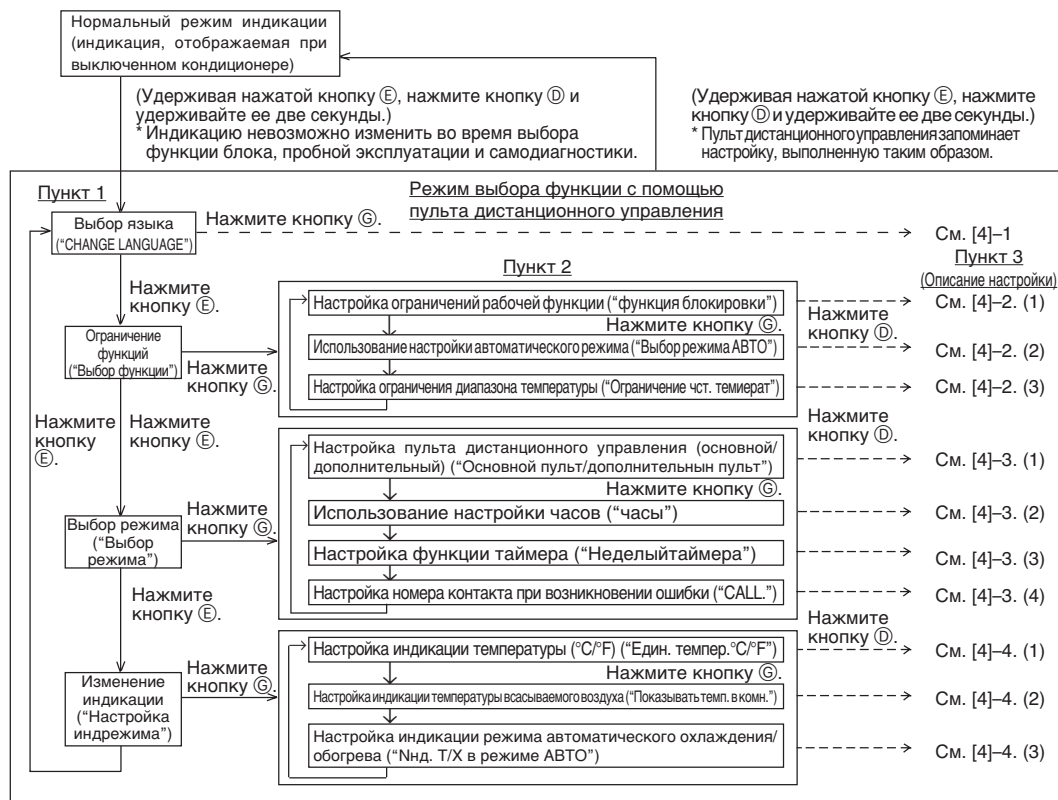 Нормальный режим индикации
(индикация, отображаемая при
выключенном кондиционере)
(Удерживая нажатой кнопку Ⓔ, нажмите кнопку Ⓓ и
удерживайте ее две секунды.)
* Индикацию невозможно изменить во время выбора
функции блока, пробной эксплуатации и самодиагностики.
(Удерживая нажатой кнопку Ⓔ, нажмите
кнопку Ⓓ и удерживайте ее две секунды.)
* Пульт дистанционного управления запоминает
настройку, выполненную таким образом.
Пункт 1
Режим выбора функции с помощью
пульта дистанционного управления
Выбор языка
(“CHANGE LANGUAGE”)
Нажмите кнопку Ⓖ.
См. [4]–1
Пункт 2
Пункт 3
(Описание настройки)
Нажмите
кнопку Ⓔ.
Настройка ограничений рабочей функции (“функция блокировки”)
См. [4]–2. (1)
Нажмите кнопку Ⓖ.
Нажмите
кнопку Ⓓ.
Ограничение
функций
(“Выбор функции”)
Нажмите
кнопку Ⓖ.
Использование настройки автоматического режима (“Выбор режима АВТО”)
См. [4]–2. (2)
Настройка ограничения диапазона температуры (“Ограничение чст. темиерат”)
См. [4]–2. (3)
Нажмите
кнопку
Ⓔ.
Нажмите
кнопку Ⓔ.
Нажмите
кнопку Ⓓ.
Настройка пульта дистанционного управления (основной/
дополнительный) (“Основной пульт/дополнительнын пульт”)
См. [4]–3. (1)
Нажмите кнопку Ⓖ.
Выбор режима
(“Выбор
режима”)
Нажмите
кнопку Ⓖ.
Использование настройки часов (“часы”)
См. [4]–3. (2)
Настройка функции таймера (“Неделыйтаймера”)
См. [4]–3. (3)
Настройка номера контакта при возникновении ошибки (“CALL.”)
См. [4]–3. (4)
Нажмите
кнопку Ⓔ.
Нажмите
кнопку Ⓓ.
Настройка индикации температуры (°C/°F) (“Един. темпер.°C/°F”)
См. [4]–4. (1)
Нажмите кнопку Ⓖ.
Изменение
индикации
(“Настройка
индрежима”)
Нажмите
кнопку Ⓖ.
Настройка индикации температуры всасываемого воздуха (“Показывать темп. в комн.”)
См. [4]–4. (2)
Настройка индикации режима автоматического охлаждения/
обогрева (“Nнд. T/X в режиме АВТО”)
См. [4]–4. (3)